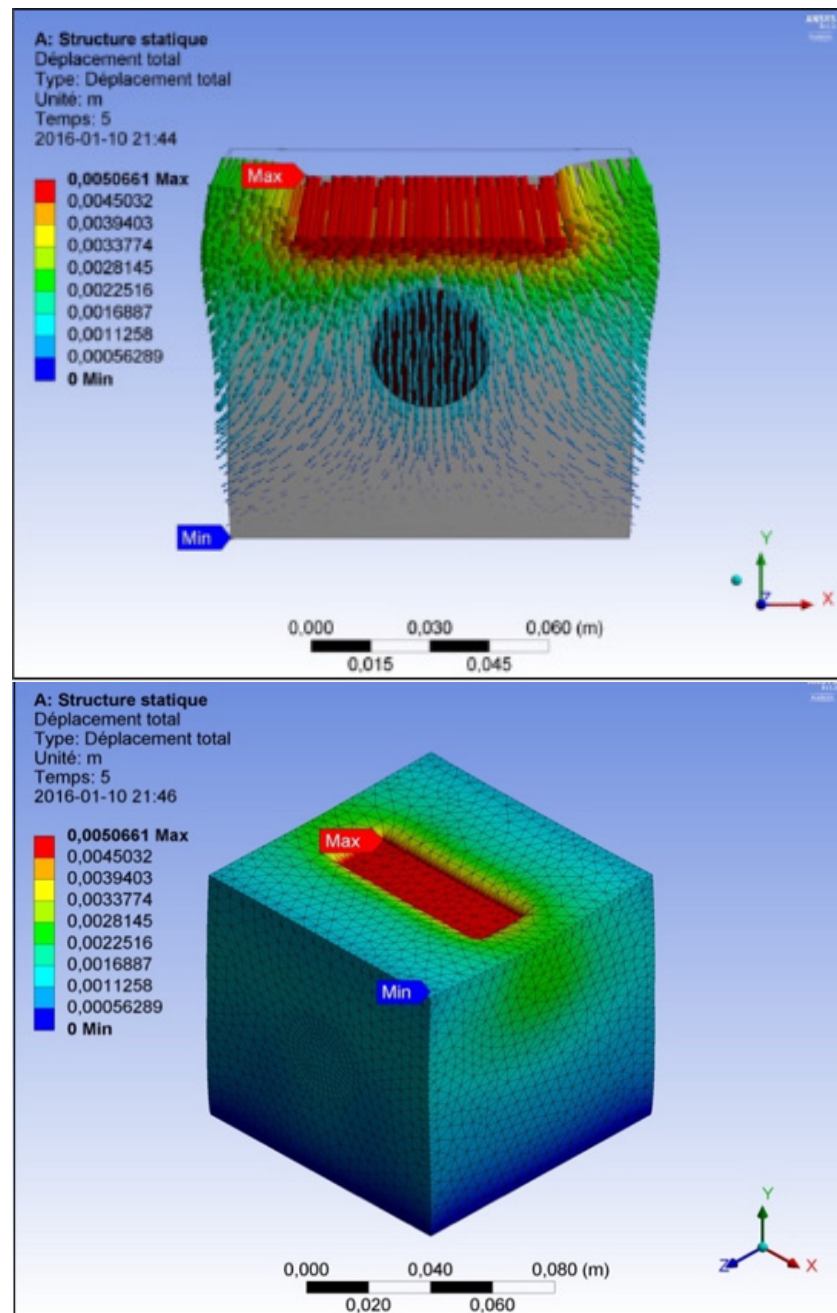 A: Structure statique
Déplacement total
Type: Déplacement total
Unité: m
Temps: 5
2016-01-10 21:44
0,0050661 Max
0,0045032
0,0039403
0,0033774
0,0028145
0,0022516
0,0016887
0,0011258
0,00056289
0 Min
Max
Min
Y
Z
X
0,000 0,030 0,060 (m)
0,015 0,045
A: Structure statique
Déplacement total
Type: Déplacement total
Unité: m
Temps: 5
2016-01-10 21:46
0,0050661 Max
0,0045032
0,0039403
0,0033774
0,0028145
0,0022516
0,0016887
0,0011258
0,00056289
0 Min
Max
Min
Y
Z
X
0,000 0,040 0,080 (m)
0,020 0,060